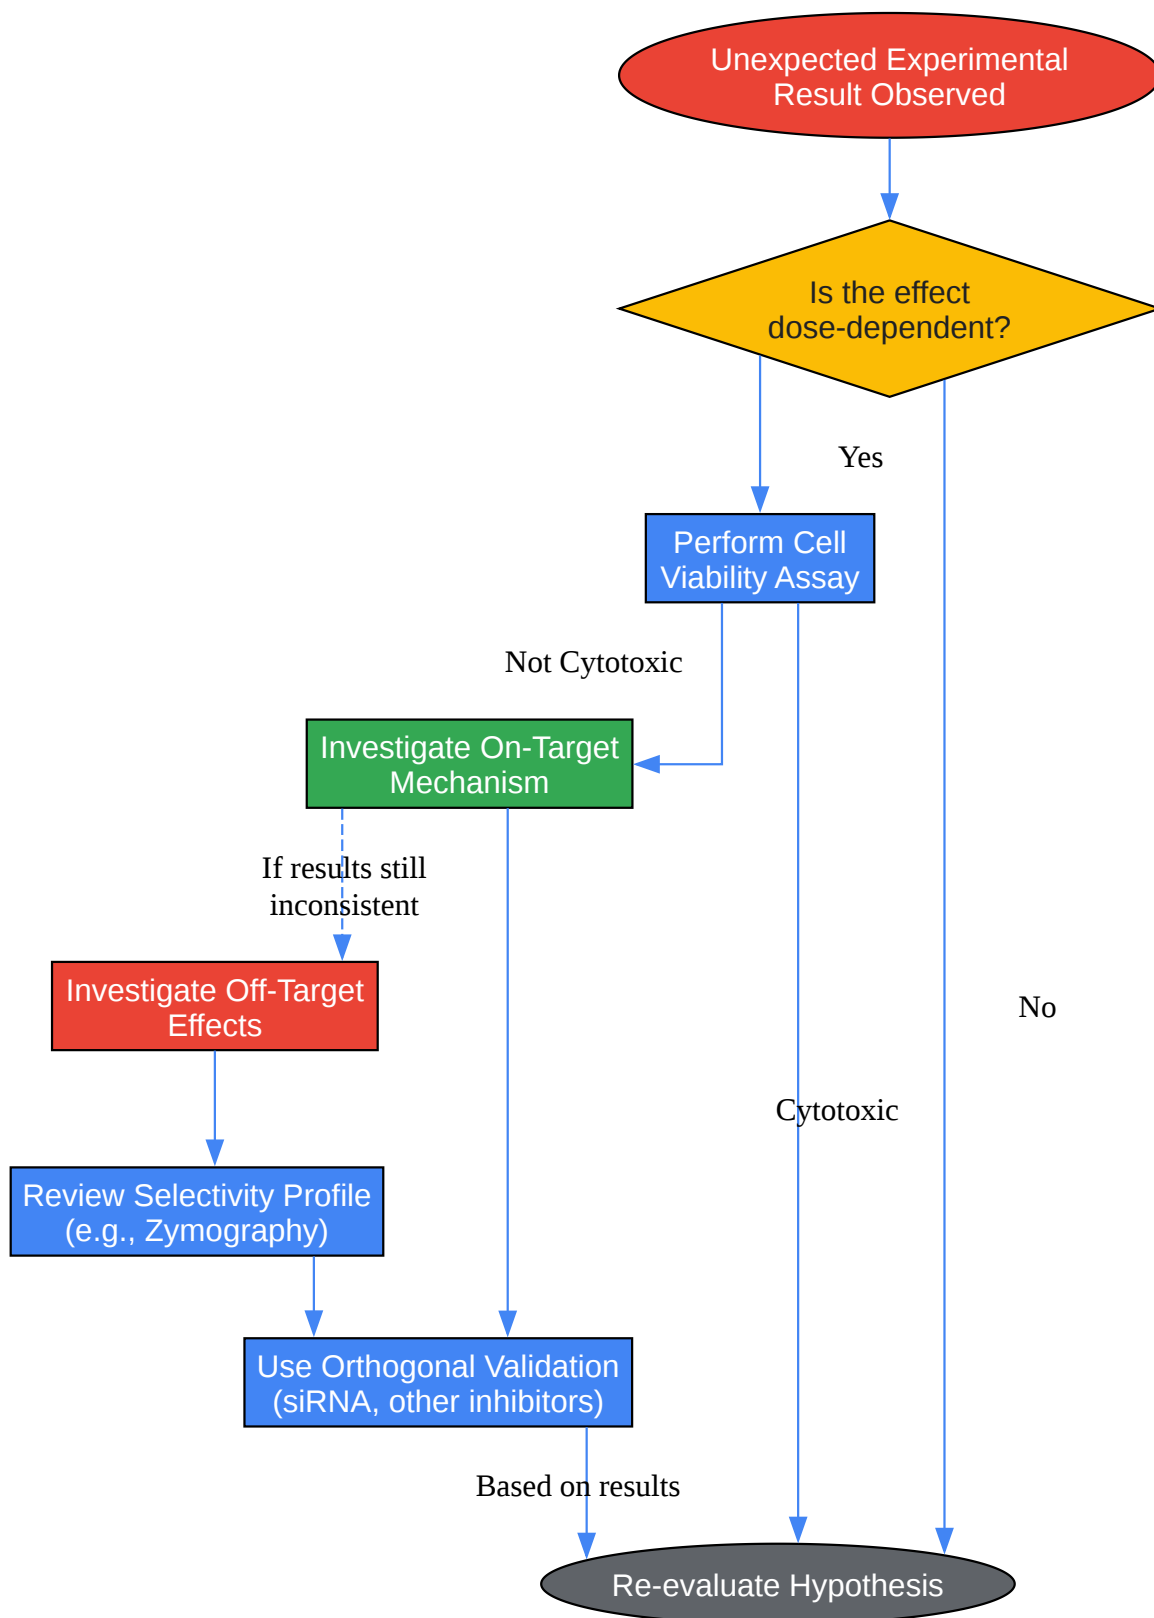 Unexpected Experimental
Result Observed
Is the effect
dose-dependent?
Yes
Perform Cell
Viability Assay
Not Cytotoxic
Investigate On-Target
Mechanism
If results still
inconsistent
Investigate Off-Target
Effects
No
Cytotoxic
Review Selectivity Profile
(e.g., Zymography)
Use Orthogonal Validation
(siRNA, other inhibitors)
Based on results
Re-evaluate Hypothesis